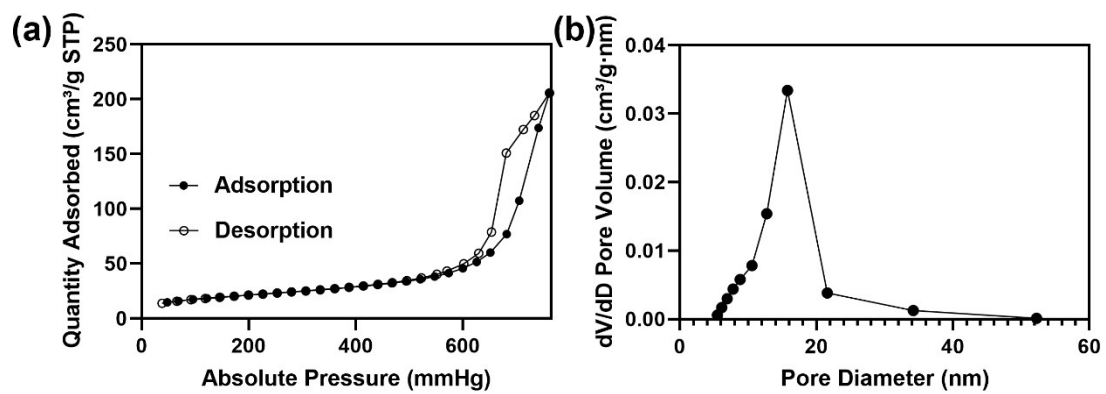 (a)
Quantity Adsorbed (cm³/g STP)
250
200
150
100
50
0
Adsorption
Desorption
0 200 400 600
Absolute Pressure (mmHg)
(b)
dV/dD Pore Volume (cm³/g·nm)
0.04
0.03
0.02
0.01
0.00
0 20 40 60
Pore Diameter (nm)